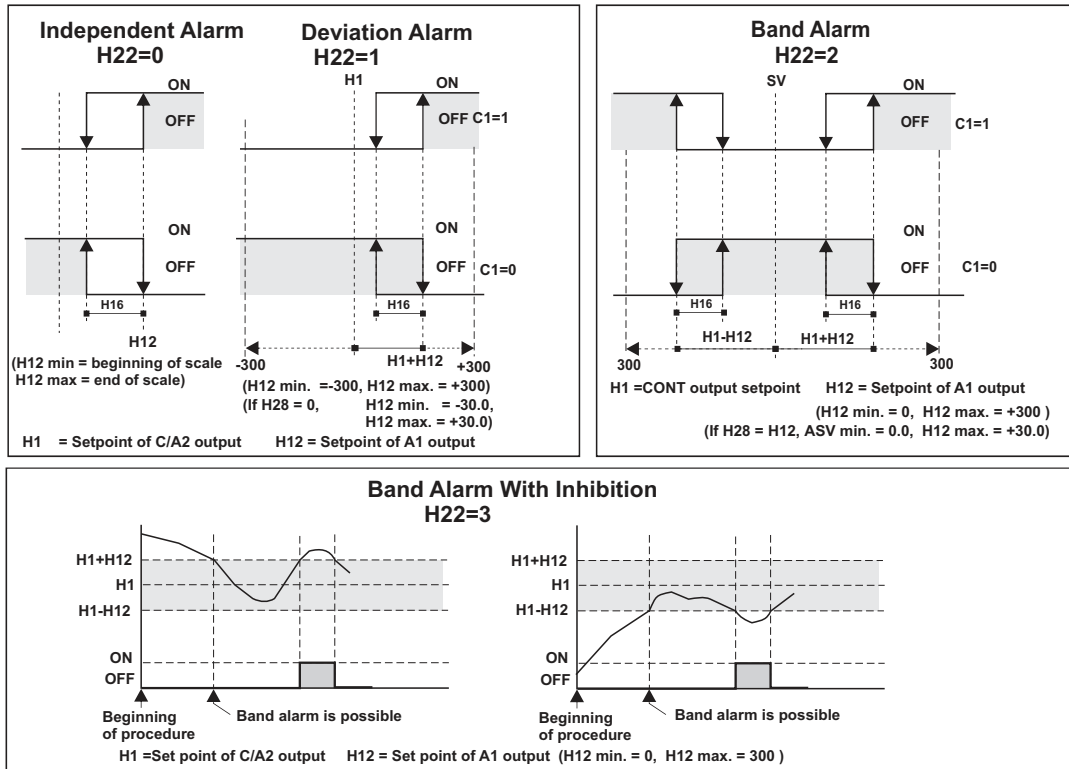 Independent Alarm
H22=0
ON
OFF
ON
OFF
H16
H12
(H12 min = beginning of scale
H12 max = end of scale)
Deviation Alarm
H22=1
H1
ON
OFF C1=1
ON
OFF C1=0
H16
H1+H12
-300 +300
(H12 min. =-300, H12 max. = +300)
(If H28 = 0, H12 min. = -30.0,
H12 max. = +30.0)
H1 = Setpoint of C/A2 output H12 = Setpoint of A1 output
Band Alarm
H22=2
SV
ON
OFF C1=1
ON
OFF C1=0
H16 H16
H1-H12 H1+H12
300 300
H1 =CONT output setpoint H12 = Setpoint of A1 output
(H12 min. = 0, H12 max. = +300 )
(If H28 = H12, ASV min. = 0.0, H12 max. = +30.0)
Band Alarm With Inhibition
H22=3
H1+H12
H1
H1-H12
ON
OFF
Beginning
of procedure
Band alarm is possible
H1+H12
H1
H1-H12
ON
OFF
Beginning
of procedure
Band alarm is possible
H1 =Set point of C/A2 output H12 = Set point of A1 output (H12 min. = 0, H12 max. = 300 )